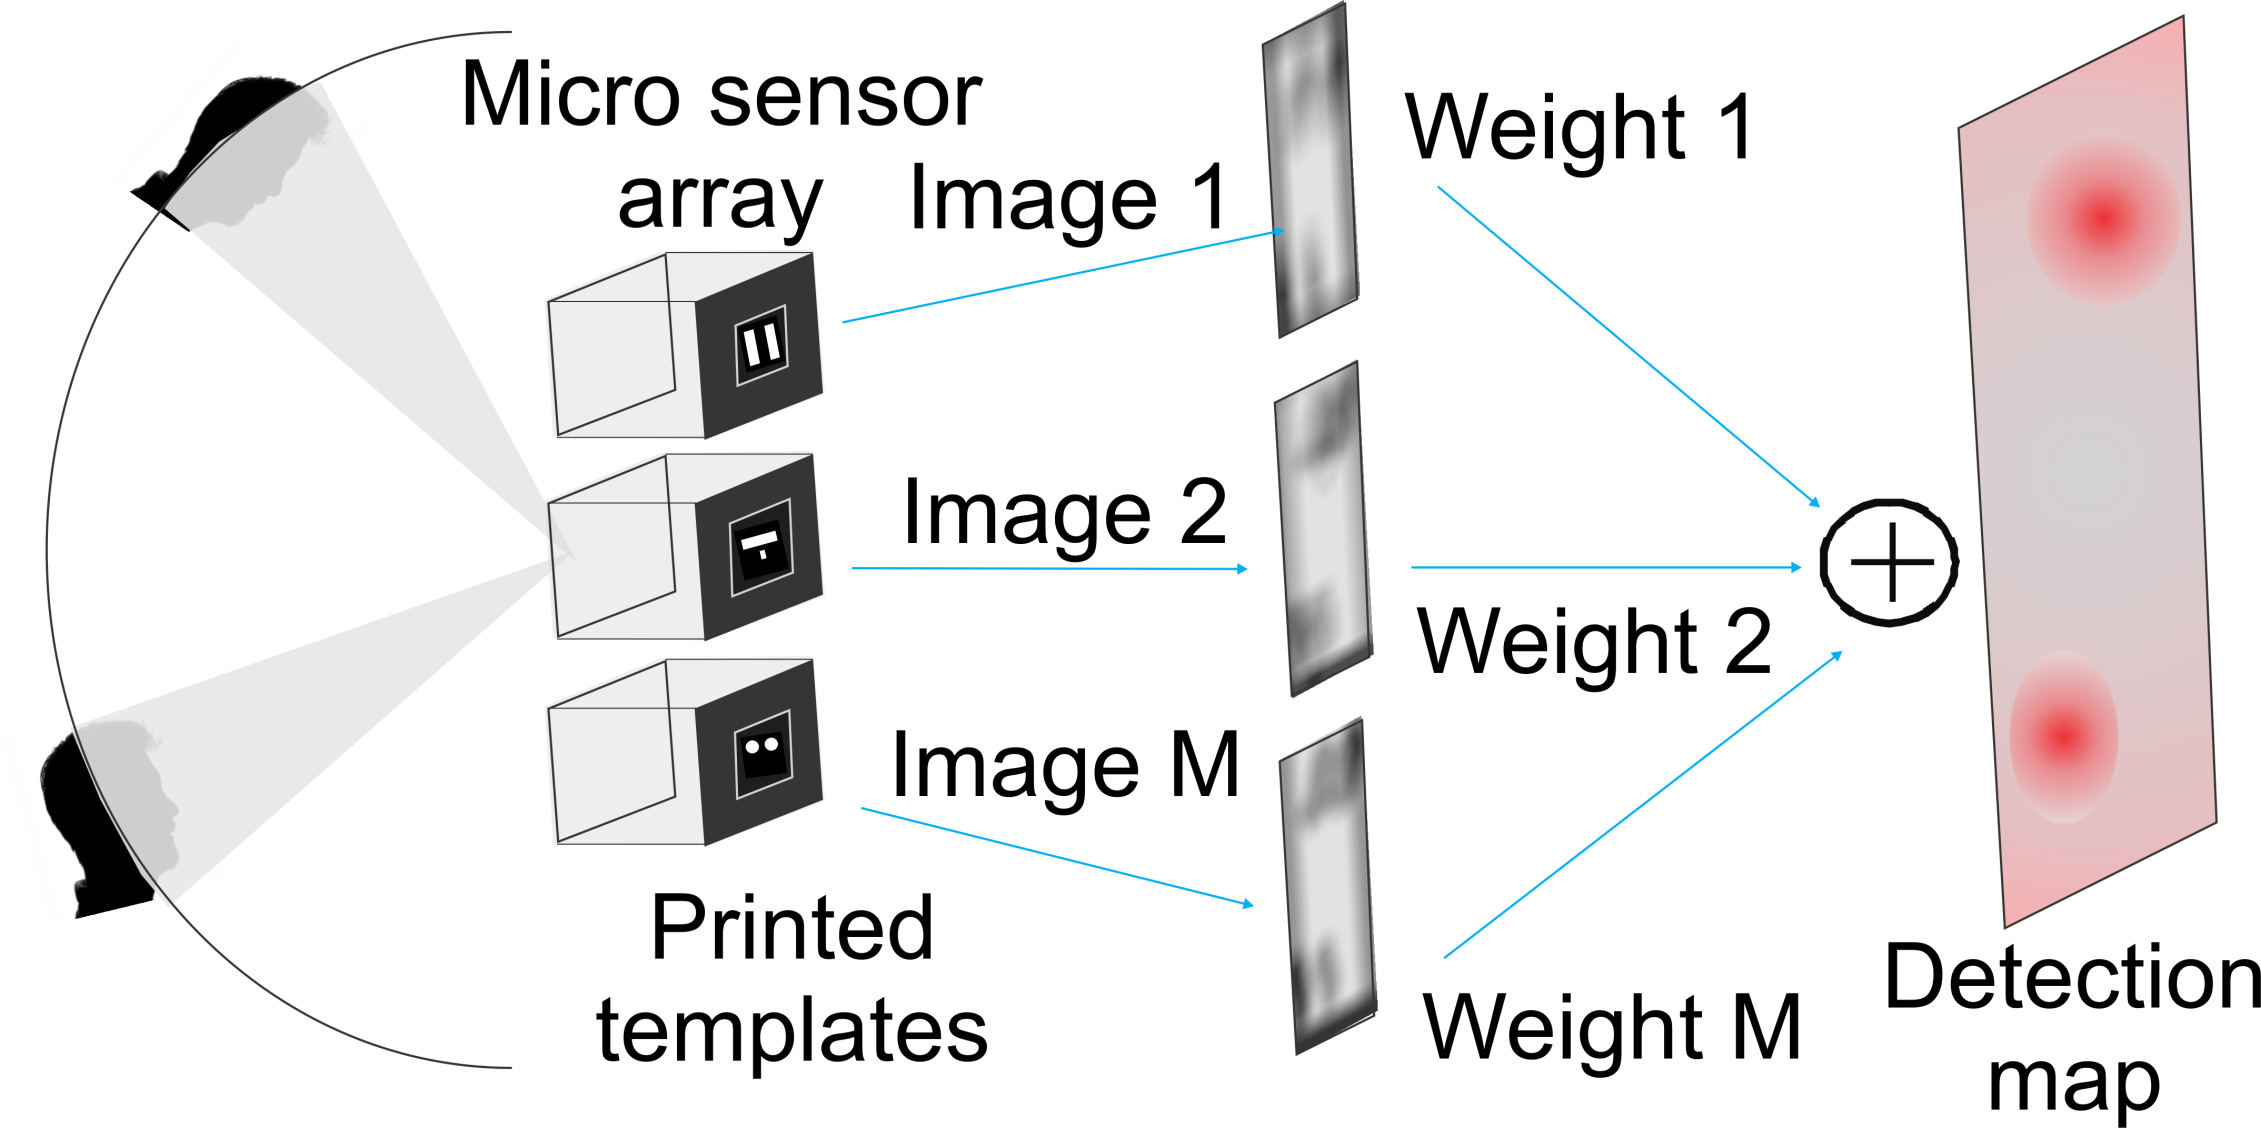 Micro sensor
array
Image 1
Weight 1
Image 2
Weight 2
Image M
Weight M
Printed
templates
Detection
map